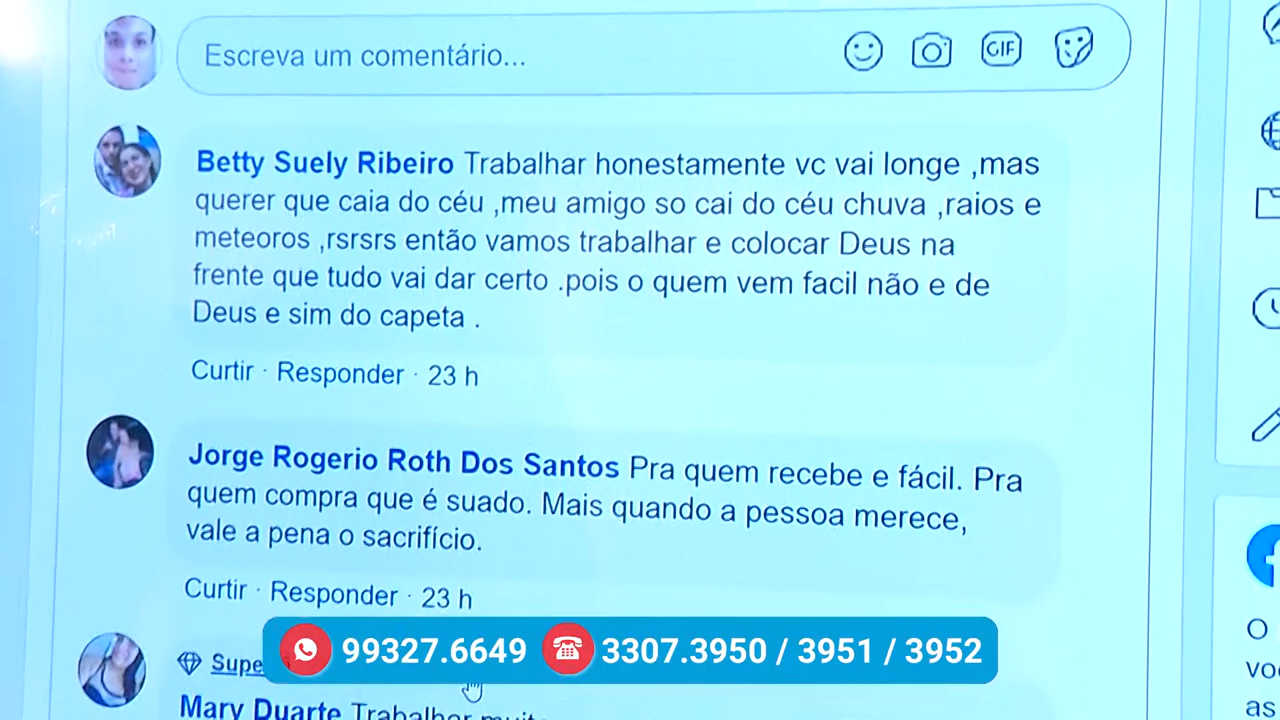 Escreva um comentário...
GIF
Betty Suely Ribeiro Trabalhar honestamente vc vai longe ,mas
querer que caia do céu ,meu amigo so cai do céu chuva ,raios e
meteoros ,rsrsrs então vamos trabalhar e colocar Deus na
frente que tudo vai dar certo .pois o quem vem facil não e de
Deus e sim do capeta .
Curtir · Responder · 23 h
Jorge Rogerio Roth Dos Santos Pra quem recebe e fácil. Pra
quem compra que é suado. Mais quando a pessoa merece,
vale a pena o sacrifício.
Curtir · Responder · 23 h
99327.6649 3307.3950 / 3951 / 3952
Mary Duarte Trabalhar
O
as